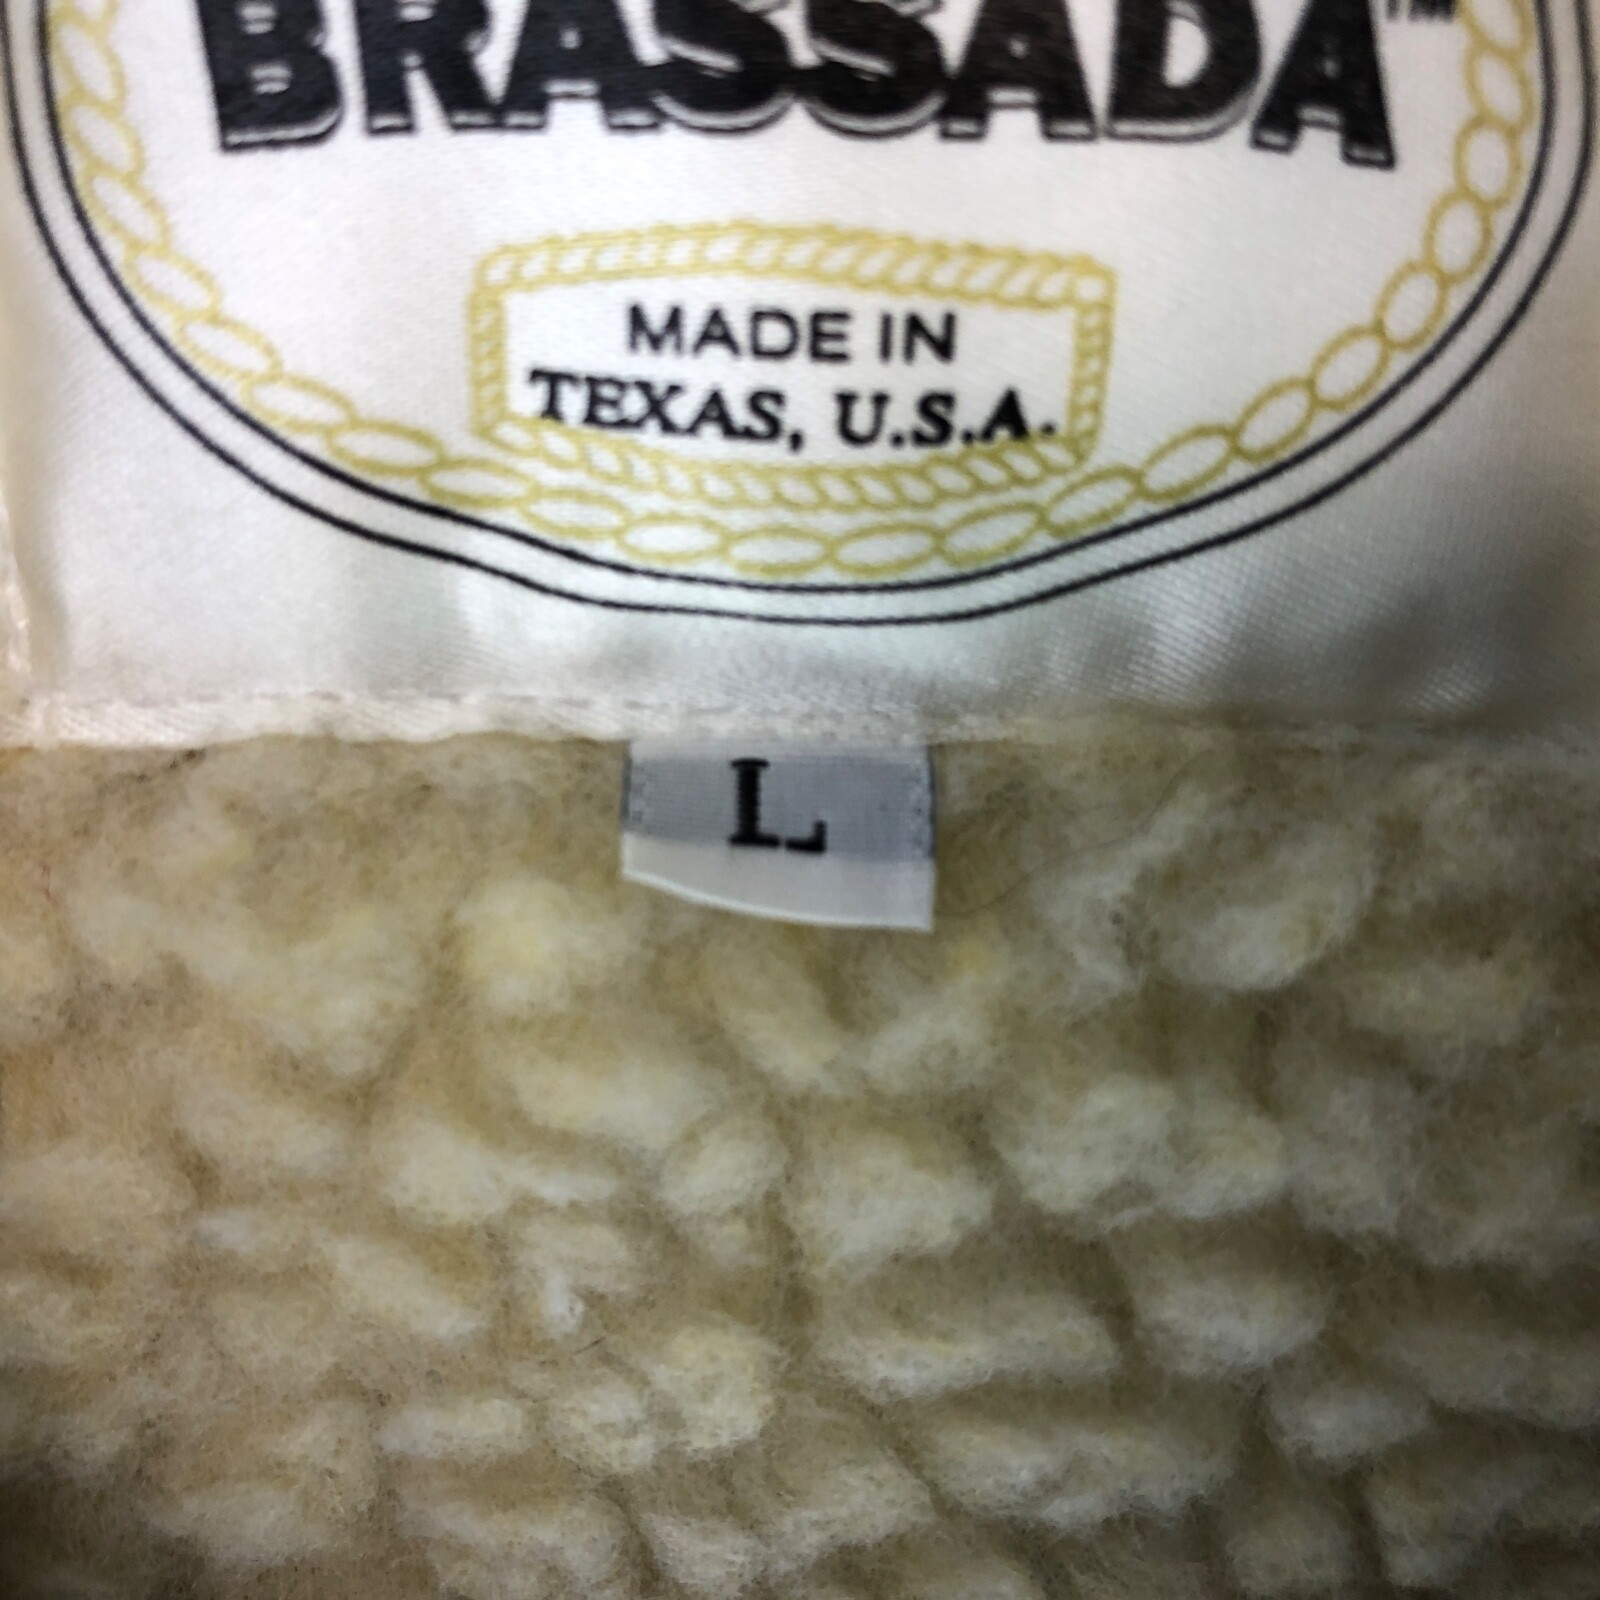 BRASSADA™
MADE IN
TEXAS, U.S.A.
L